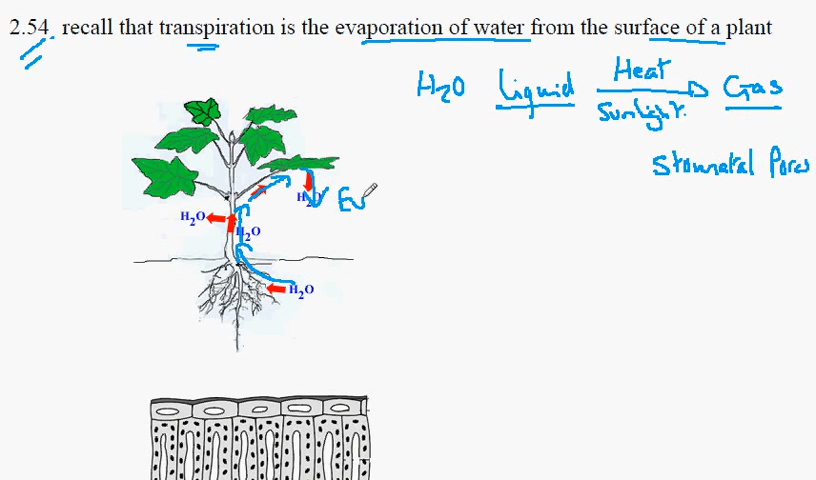 2.54. recall that transpiration is the evaporation of water from the surface of a plant
H2O Liquid Heat Gas
Sunlight.
Stomatal Pores
H2O Ev
H2O
H2O
H2O